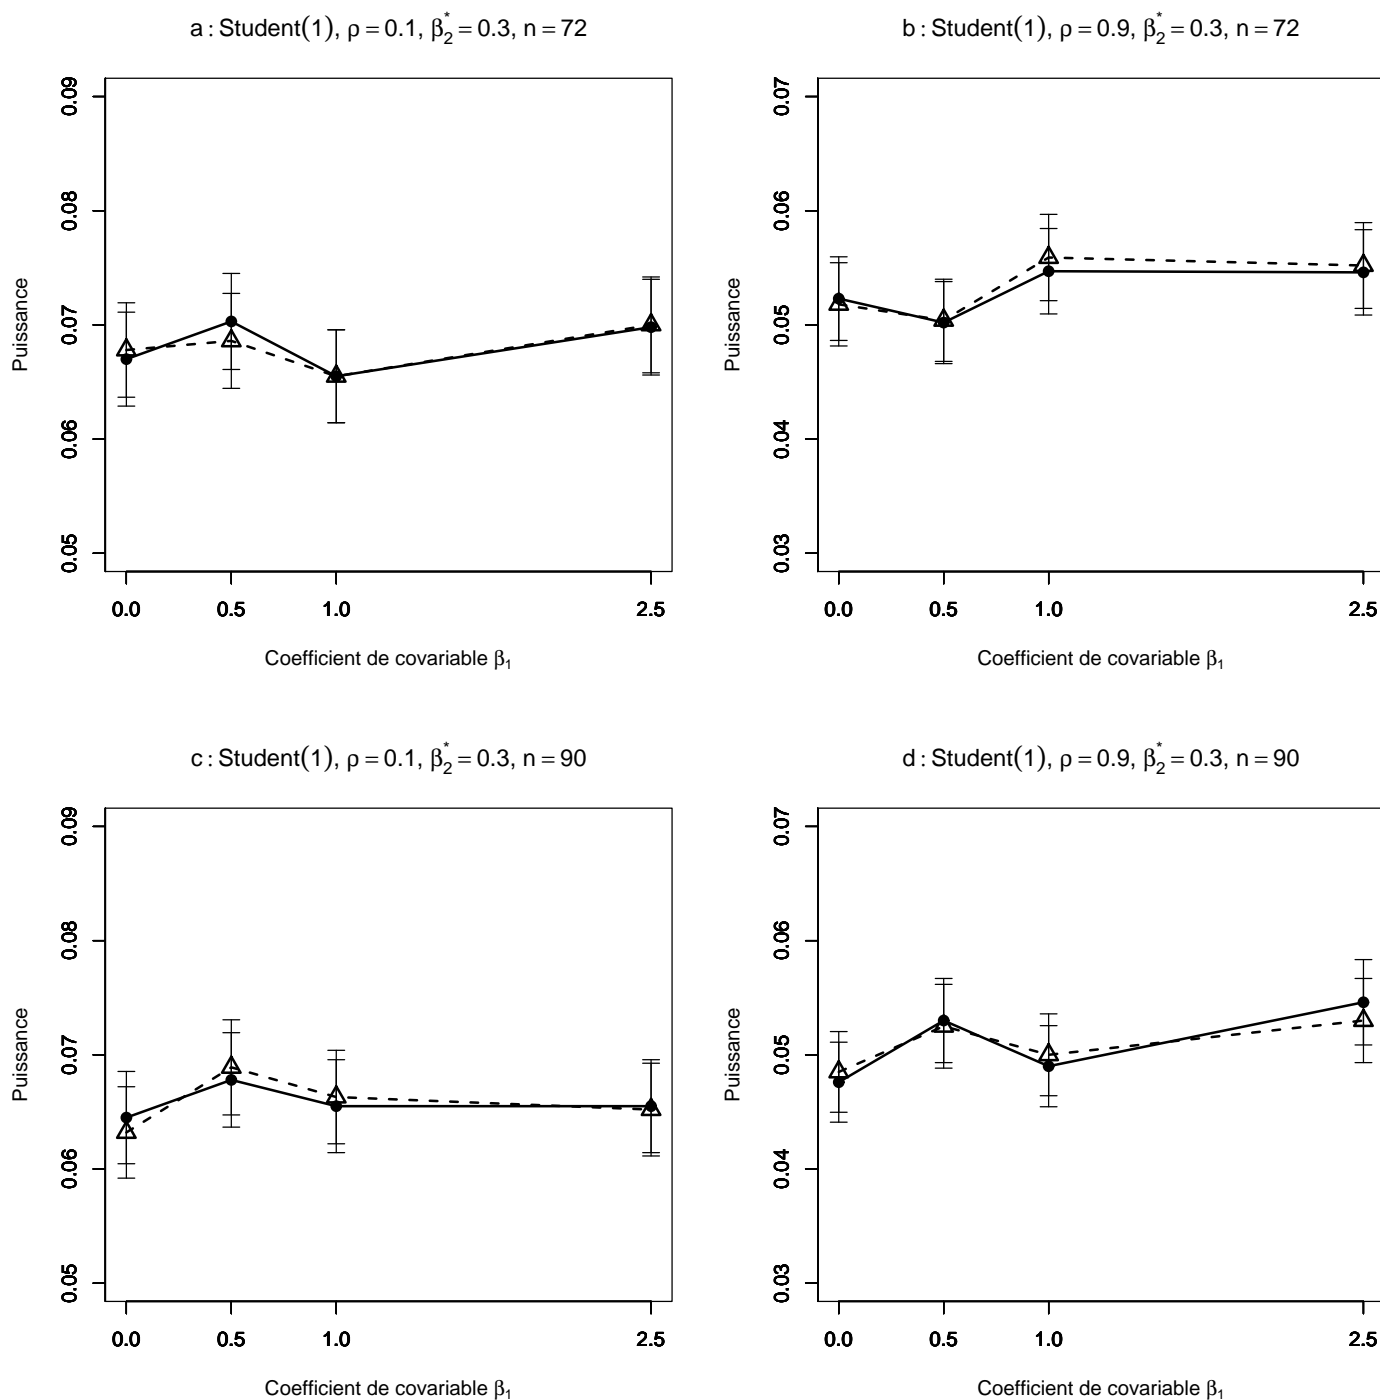 a : Student(1), ρ = 0.1, β₂* = 0.3, n = 72
Puissance
0.09
0.08
0.07
0.06
0.05
0.0 0.5 1.0 2.5
Coefficient de covariable β₁
b : Student(1), ρ = 0.9, β₂* = 0.3, n = 72
Puissance
0.07
0.06
0.05
0.04
0.03
0.0 0.5 1.0 2.5
Coefficient de covariable β₁
c : Student(1), ρ = 0.1, β₂* = 0.3, n = 90
Puissance
0.09
0.08
0.07
0.06
0.05
0.0 0.5 1.0 2.5
Coefficient de covariable β₁
d : Student(1), ρ = 0.9, β₂* = 0.3, n = 90
Puissance
0.07
0.06
0.05
0.04
0.03
0.0 0.5 1.0 2.5
Coefficient de covariable β₁